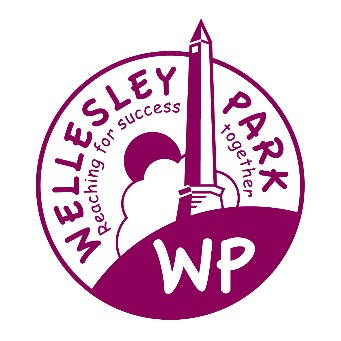 WELLESLEY PARK
Reaching for success together
WP